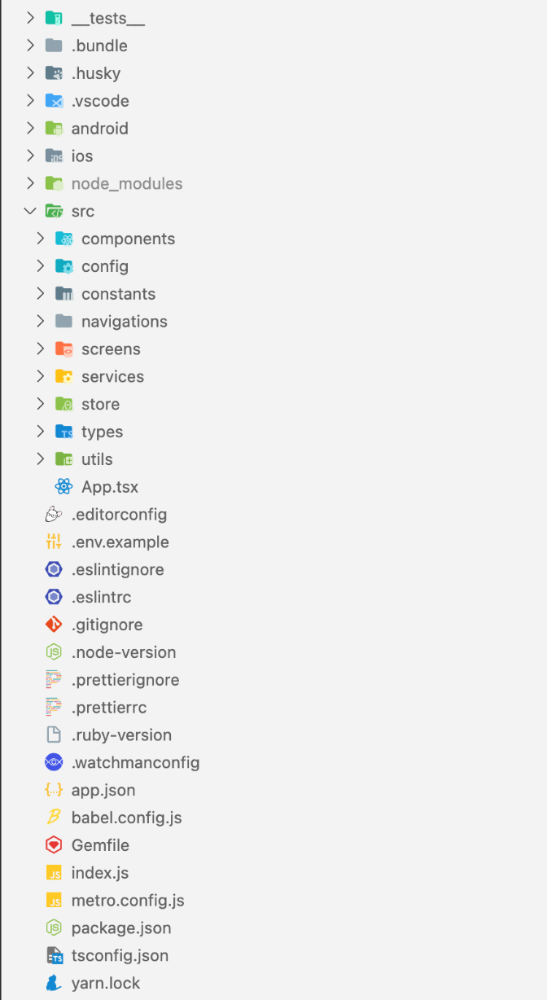 __tests__
.bundle
.husky
.vscode
android
ios
node_modules
src
components
config
constants
navigations
screens
services
store
types
utils
App.tsx
.editorconfig
.env.example
.eslintignore
.eslintrc
.gitignore
.node-version
.prettierignore
.prettierrc
.ruby-version
.watchmanconfig
app.json
babel.config.js
Gemfile
index.js
metro.config.js
package.json
tsconfig.json
yarn.lock